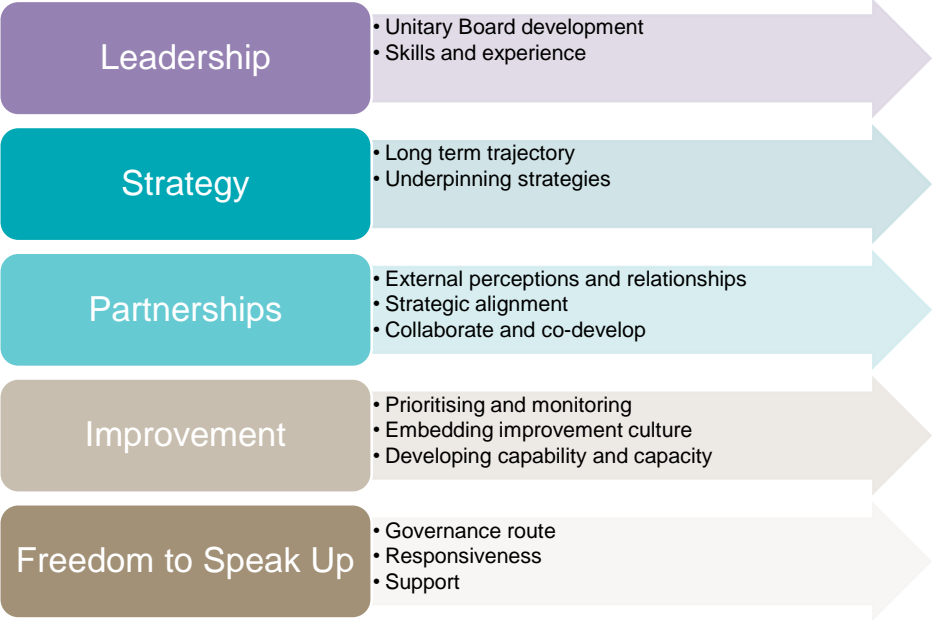 Leadership
• Unitary Board development
• Skills and experience
Strategy
• Long term trajectory
• Underpinning strategies
Partnerships
• External perceptions and relationships
• Strategic alignment
• Collaborate and co-develop
Improvement
• Prioritising and monitoring
• Embedding improvement culture
• Developing capability and capacity
Freedom to Speak Up
• Governance route
• Responsiveness
• Support